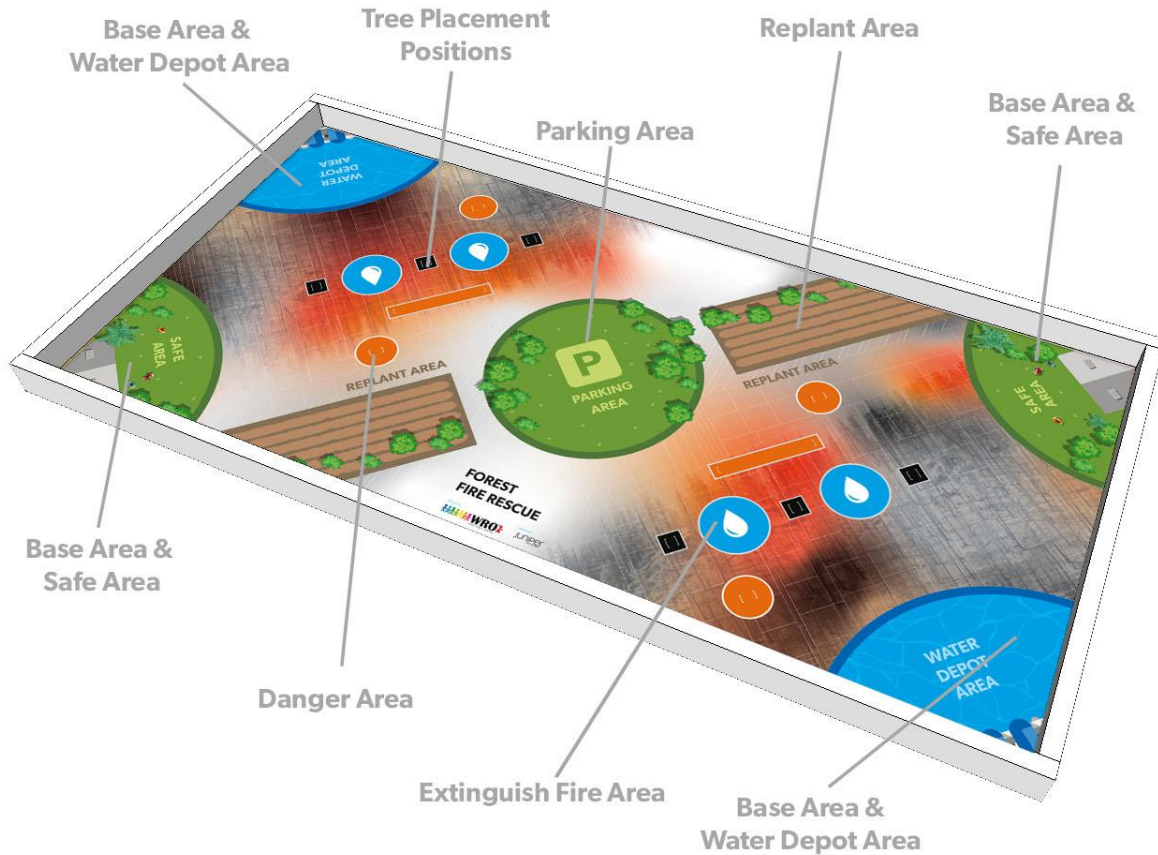 Base Area &
Water Depot Area
Tree Placement
Positions
Replant Area
Parking Area
Base Area &
Safe Area
WATER
DEPOT
AREA
SAFE
AREA
REPLANT AREA
P
PARKING
AREA
REPLANT AREA
SAFE
AREA
FOREST
FIRE RESCUE
WRO
JUNIPER
Base Area &
Safe Area
WATER
DEPOT
AREA
Danger Area
Extinguish Fire Area
Base Area &
Water Depot Area